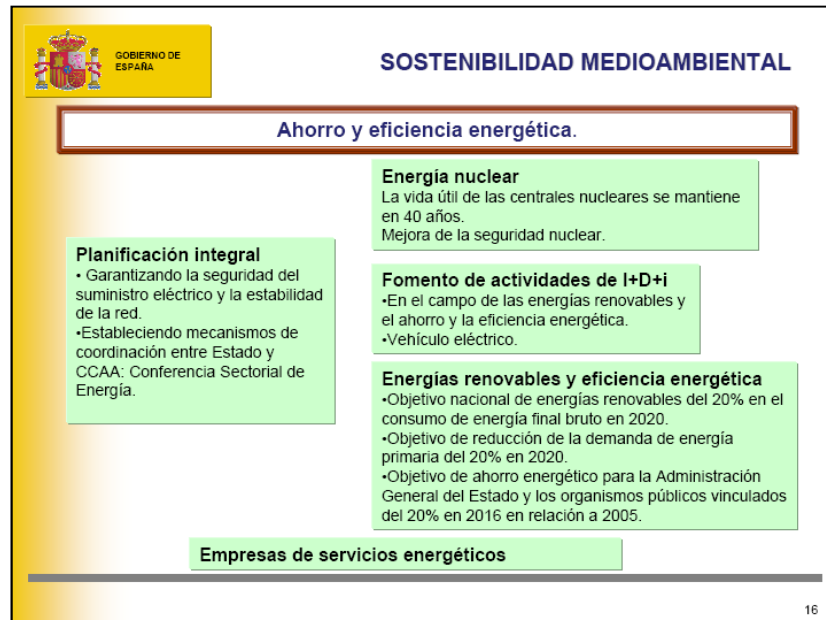 GOBIERNO DE
ESPAÑA
SOSTENIBILIDAD MEDIOAMBIENTAL
Ahorro y eficiencia energética.
Planificación integral
• Garantizando la seguridad del
suministro eléctrico y la estabilidad
de la red.
•Estableciendo mecanismos de
coordinación entre Estado y
CCAA: Conferencia Sectorial de
Energía.
Energía nuclear
La vida útil de las centrales nucleares se mantiene
en 40 años.
Mejora de la seguridad nuclear.
Fomento de actividades de I+D+i
•En el campo de las energías renovables y
el ahorro y la eficiencia energética.
•Vehículo eléctrico.
Energías renovables y eficiencia energética
•Objetivo nacional de energías renovables del 20% en el
consumo de energía final bruto en 2020.
•Objetivo de reducción de la demanda de energía
primaria del 20% en 2020.
•Objetivo de ahorro energético para la Administración
General del Estado y los organismos públicos vinculados
del 20% en 2016 en relación a 2005.
Empresas de servicios energéticos
16